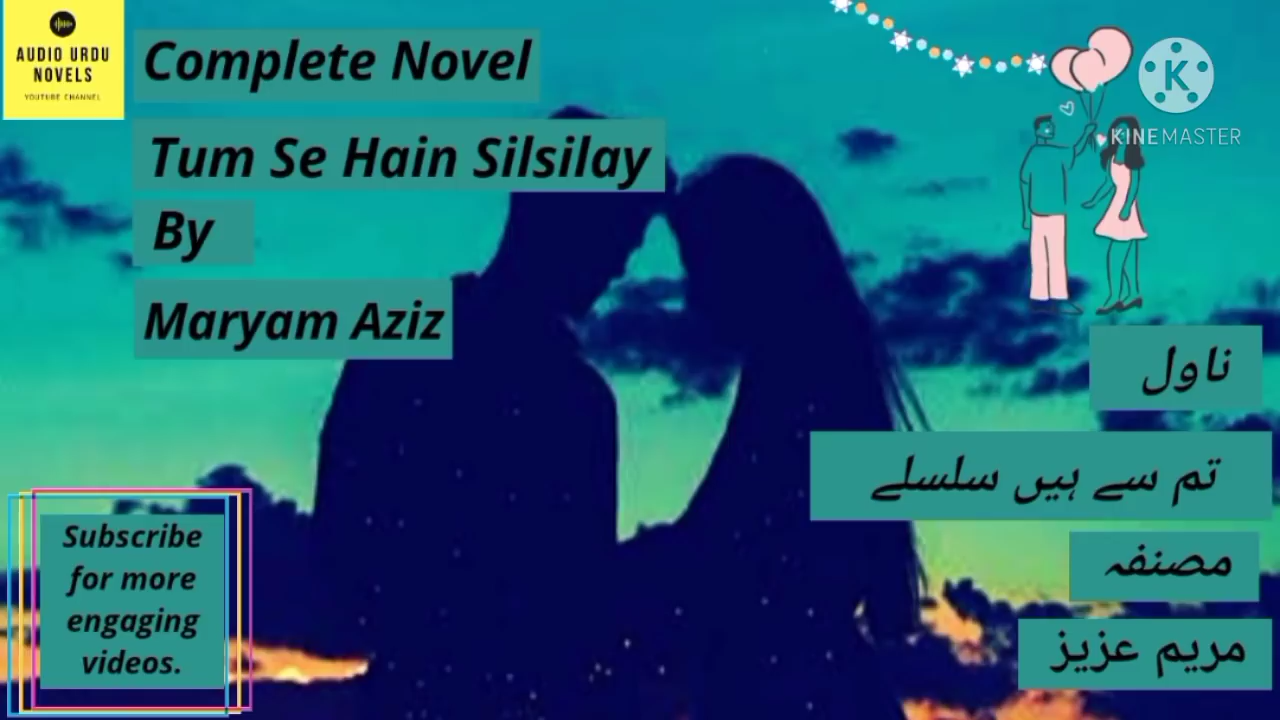 AUDIO URDU
NOVELS
YOUTUBE CHANNEL
Complete Novel
Tum Se Hain Silsilay
By
Maryam Aziz
K
KINEMASTER
ناول
تم سے ہیں سلسلے
مصنفہ
مریم عزیز
Subscribe
for more
engaging
videos.